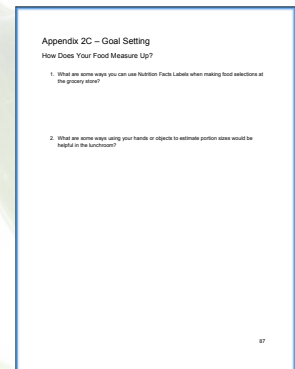 Appendix 2C – Goal Setting
How Does Your Food Measure Up?
1. What are some ways you can use Nutrition Facts Labels when making food selections at
the grocery store?
2. What are some ways using your hands or objects to estimate portion sizes would be
helpful in the lunchroom?
87